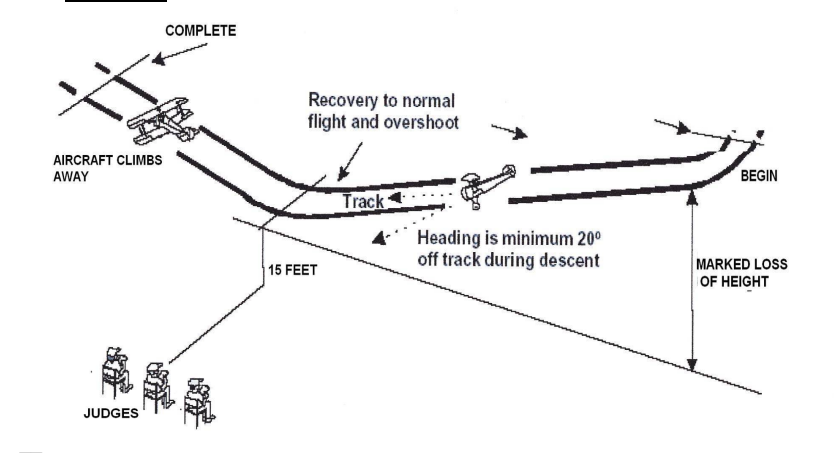 COMPLETE
Recovery to normal
flight and overshoot
AIRCRAFT CLIMBS
AWAY
BEGIN
Track
Heading is minimum 20⁰
off track during descent
15 FEET
MARKED LOSS
OF HEIGHT
JUDGES